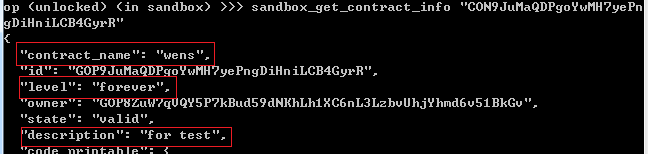 op (unlocked) (in sandbox) >>> sandbox_get_contract_info "CON9JuMaQDPgoYwMH7yePn
gDiHniLCB4GyrR"
{
"contract_name": "wens",
"id": "GOP9JuMaQDPgoYwMH7yePngDiHniLCB4GyrR",
"level": "forever",
"owner": "GOP8ZuW7qVQY5P7kBud59dNKhLh1XC6nL3LzbvUhjYhmd6v51BkGv",
"state": "valid",
"description": "for test",
"code_printable": {